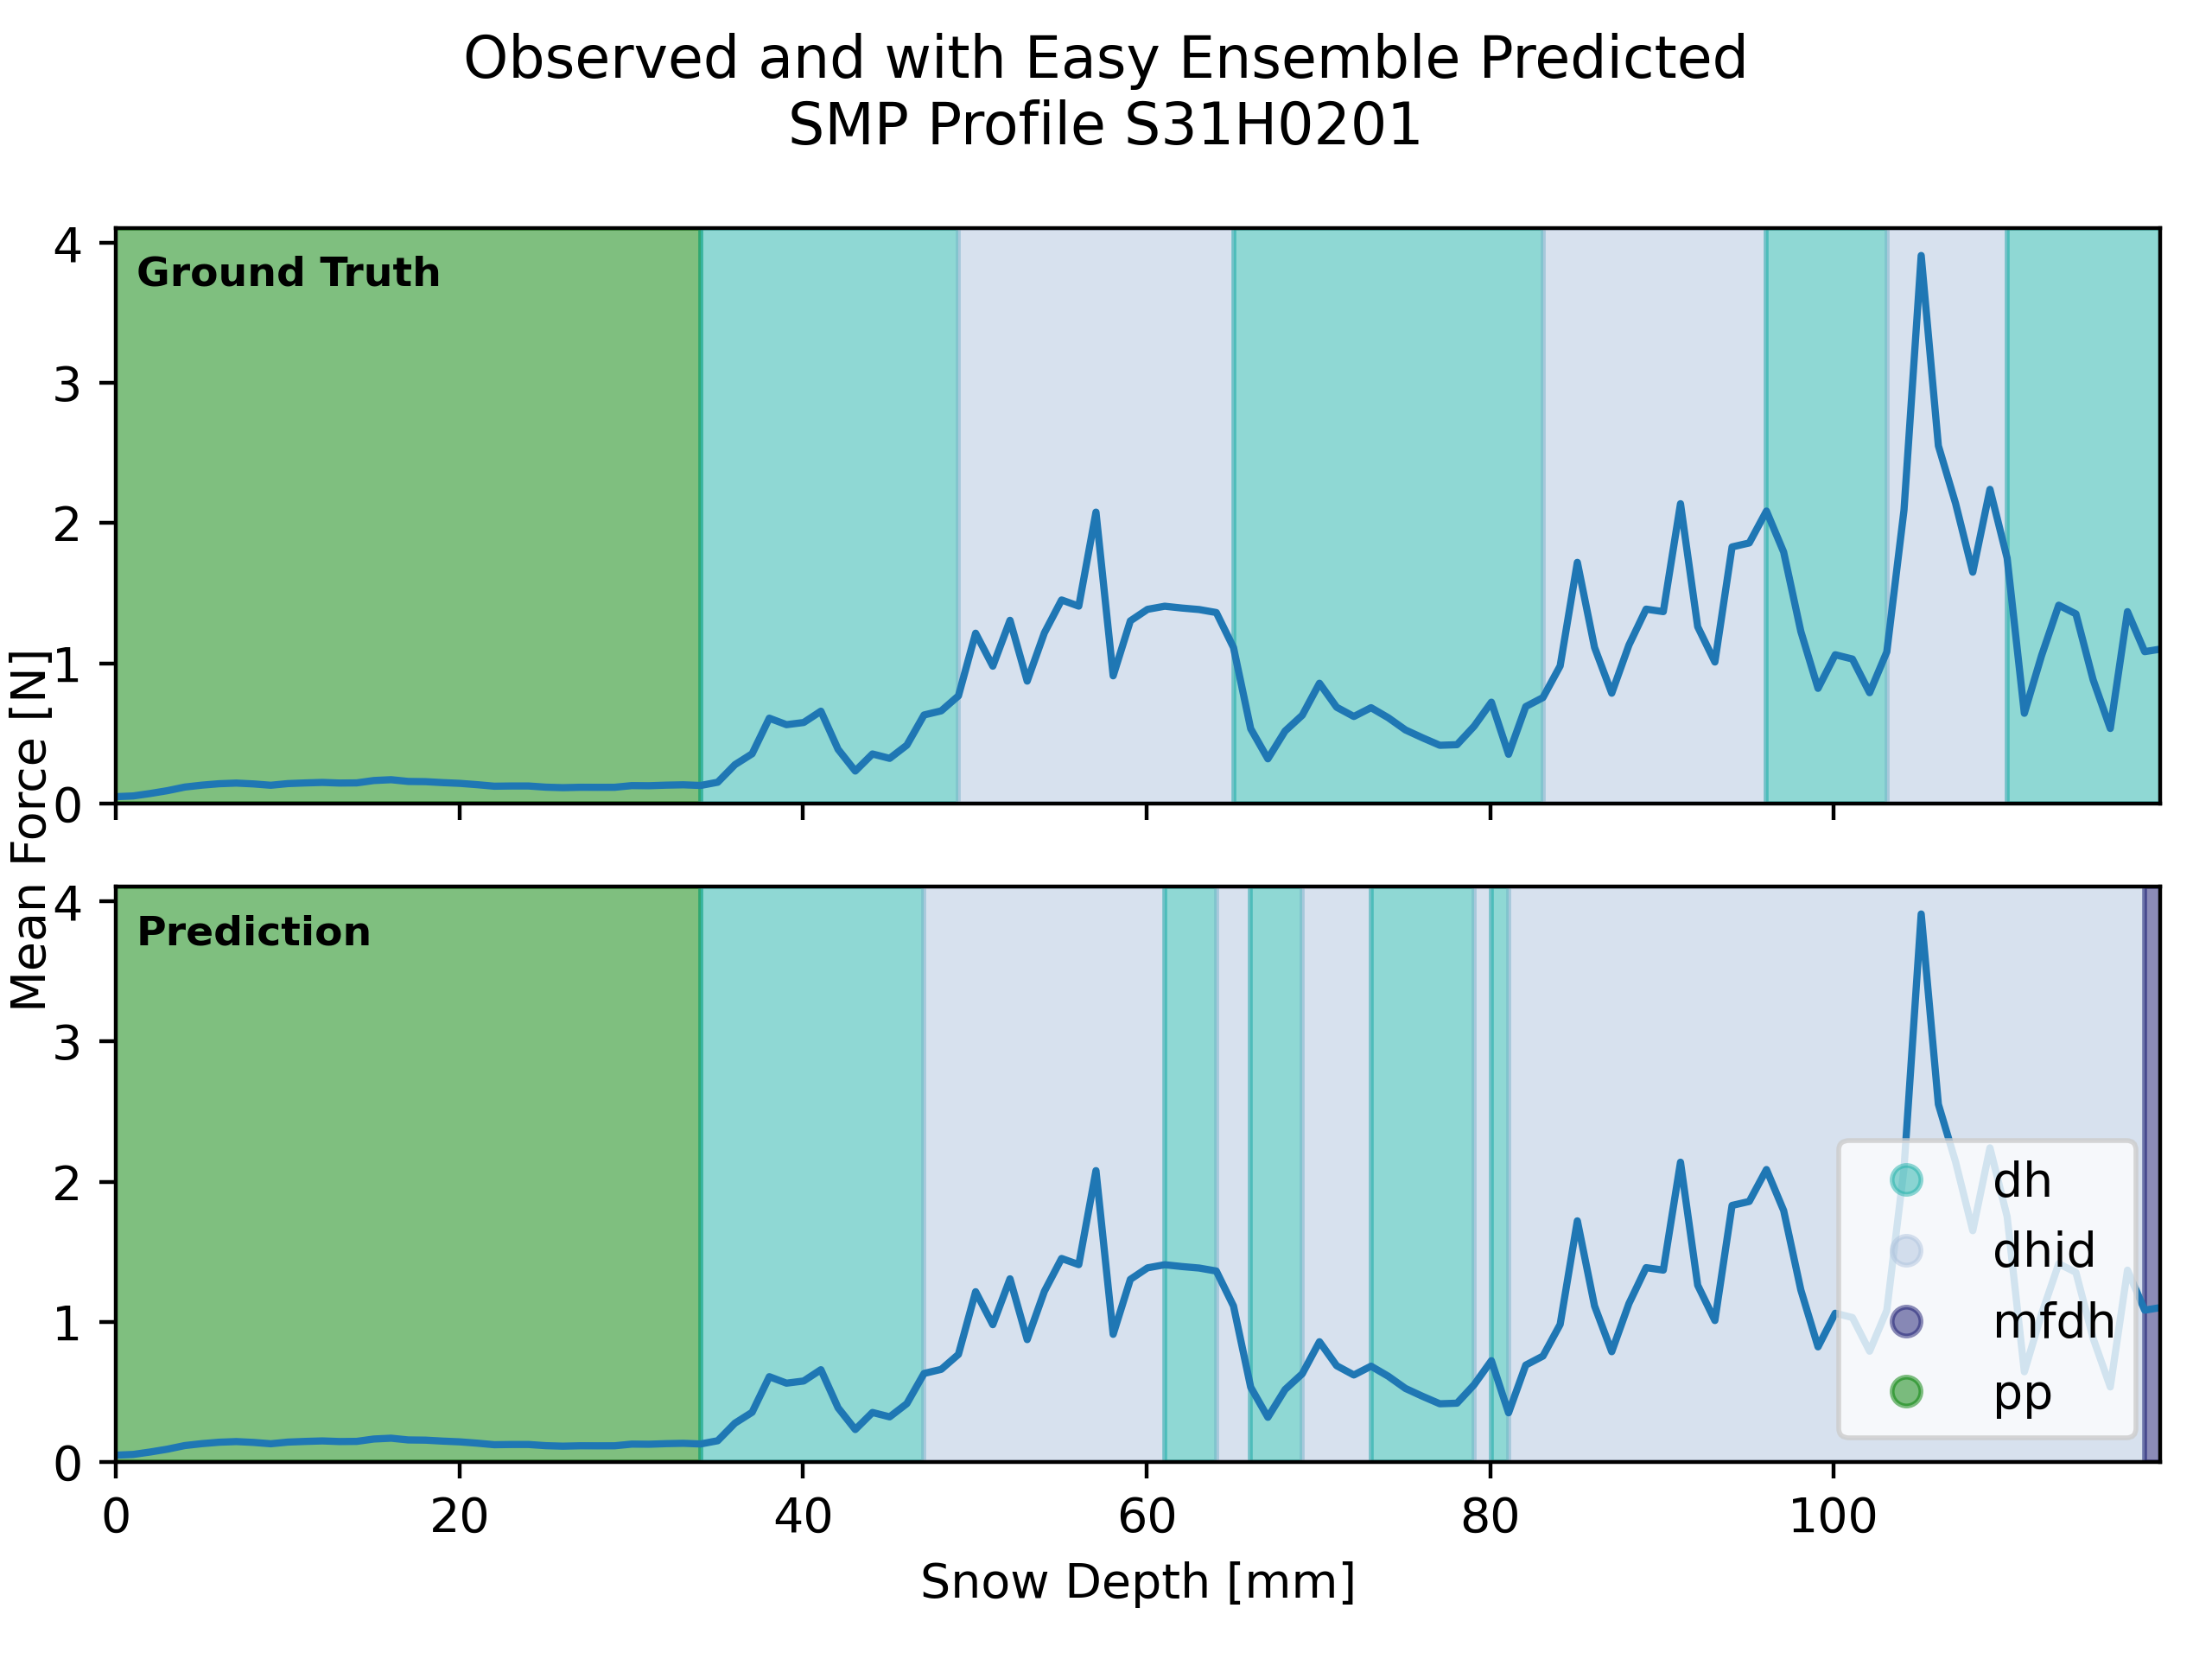 Observed and with Easy Ensemble Predicted
SMP Profile S31H0201
4
Ground Truth
3
2
1
0
Mean Force [N]
4
Prediction
3
2
1
0
dh
dhid
mfdh
pp
0 20 40 60 80 100
Snow Depth [mm]